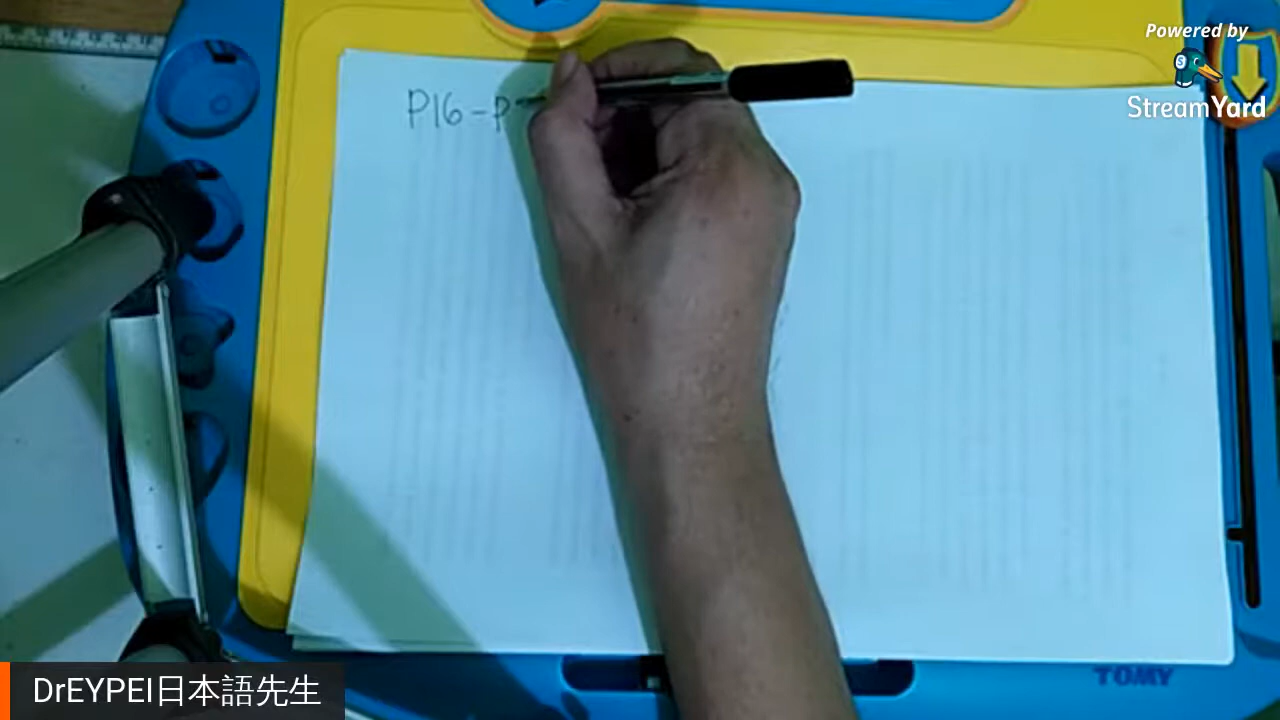 Powered by
StreamYard
P16-P
TOMY
DrEYPEI日本語先生